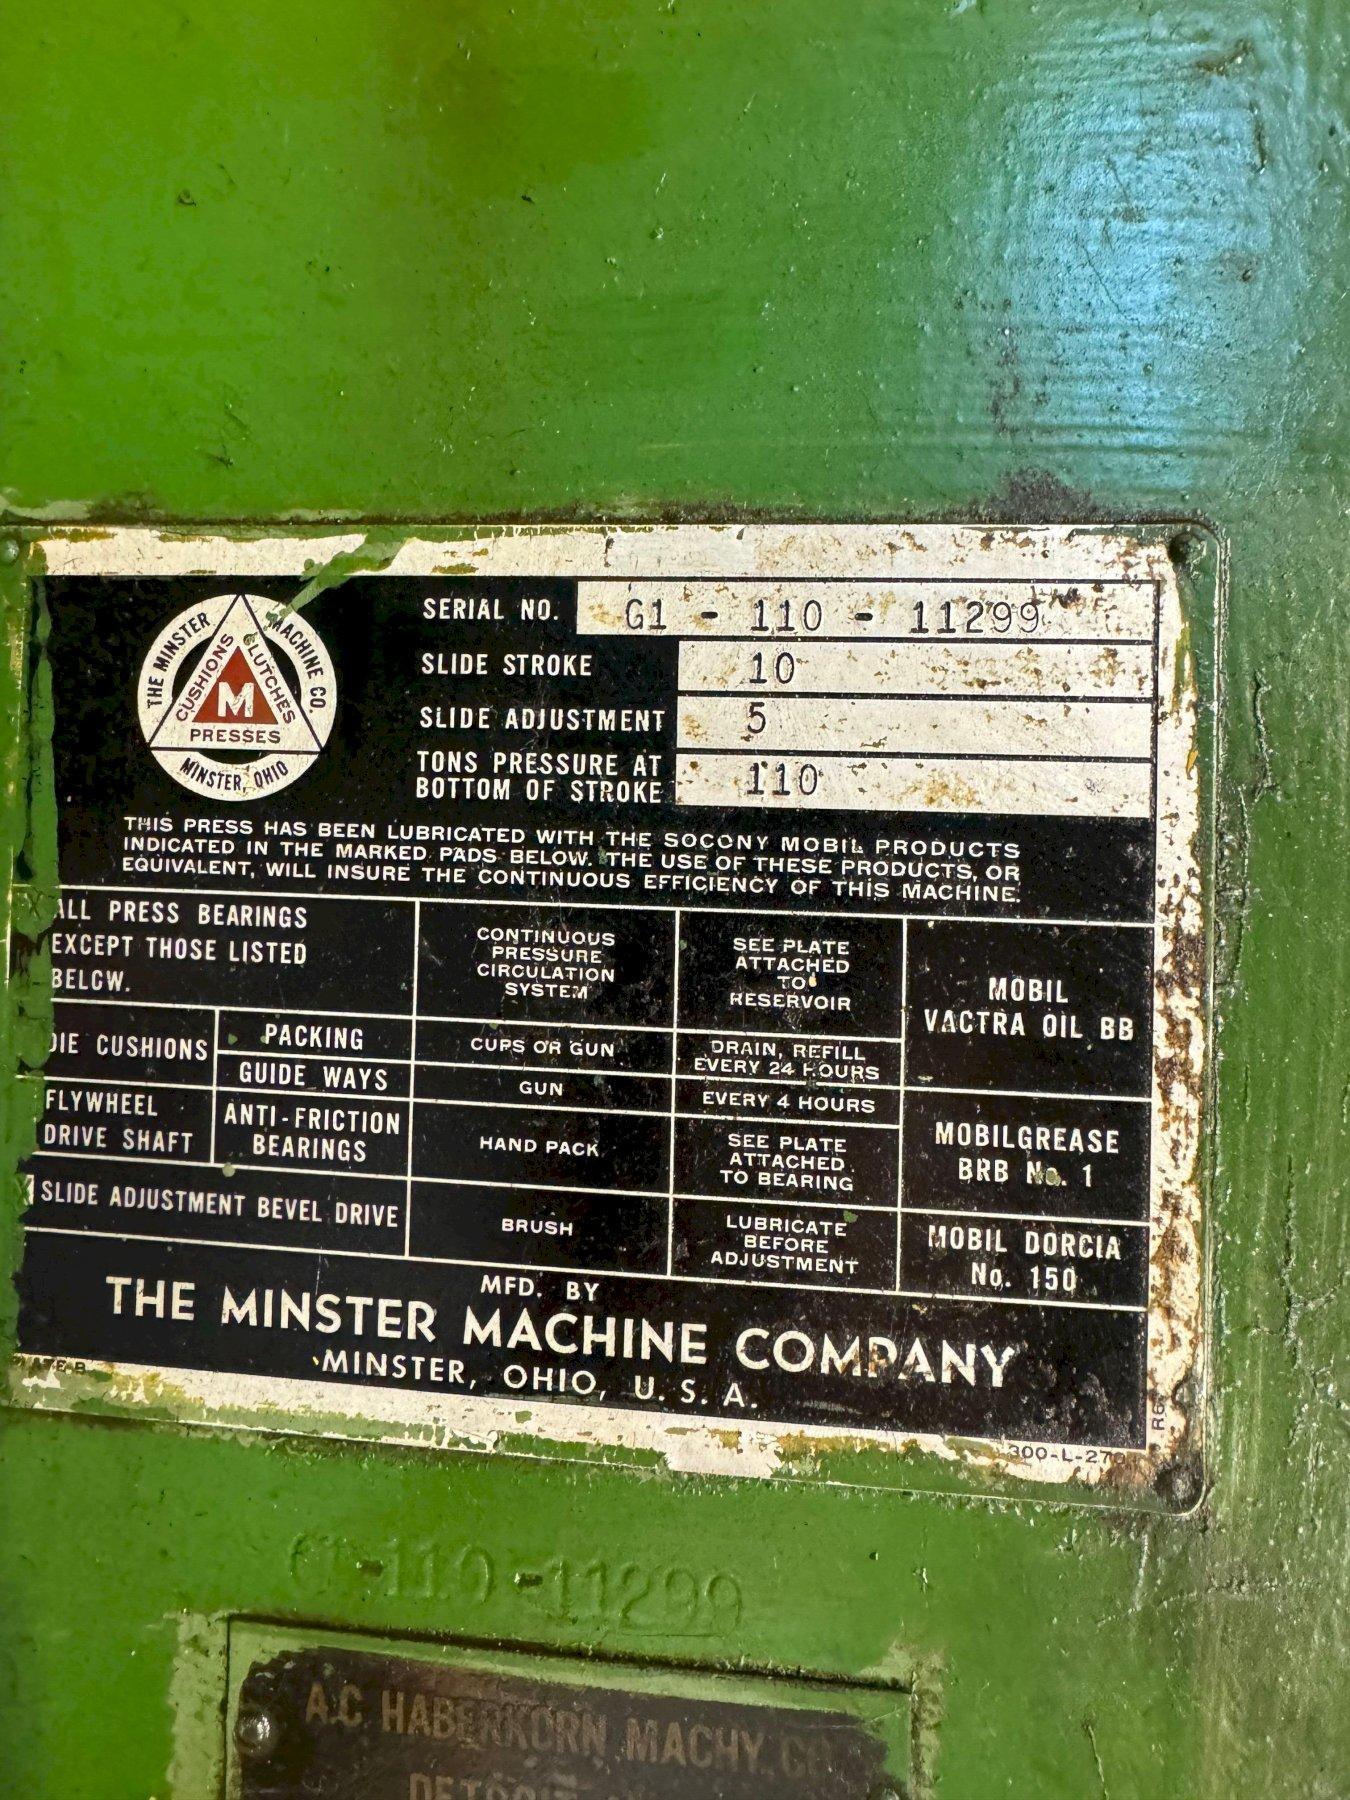 THE MINSTER MACHINE CO.
CUSHIONS CLUTCHES
M
PRESSES
MINSTER, OHIO
SERIAL NO. G1 - 110 - 11299
SLIDE STROKE 10
SLIDE ADJUSTMENT 5
TONS PRESSURE AT
BOTTOM OF STROKE 110
THIS PRESS HAS BEEN LUBRICATED WITH THE SOCONY MOBIL PRODUCTS
INDICATED IN THE MARKED PADS BELOW. THE USE OF THESE PRODUCTS, OR
EQUIVALENT, WILL INSURE THE CONTINUOUS EFFICIENCY OF THIS MACHINE.
X ALL PRESS BEARINGS
EXCEPT THOSE LISTED
BELOW.
CONTINUOUS
PRESSURE
CIRCULATION
SYSTEM
SEE PLATE
ATTACHED
TO
RESERVOIR
MOBIL
VACTRA OIL BB
DIE CUSHIONS
PACKING
CUPS OR GUN
DRAIN, REFILL
EVERY 24 HOURS
GUIDE WAYS
GUN
EVERY 4 HOURS
FLYWHEEL
DRIVE SHAFT
ANTI-FRICTION
BEARINGS
HAND PACK
SEE PLATE
ATTACHED
TO BEARING
MOBILGREASE
BRB No. 1
X SLIDE ADJUSTMENT BEVEL DRIVE
BRUSH
LUBRICATE
BEFORE
ADJUSTMENT
MOBIL DORCIA
No. 150
MFD. BY
THE MINSTER MACHINE COMPANY
MINSTER, OHIO, U. S. A.
PLATE B
300-L-270
R6
G1-110-11299
A.C. HABERKORN MACHY. CO.
DETROIT